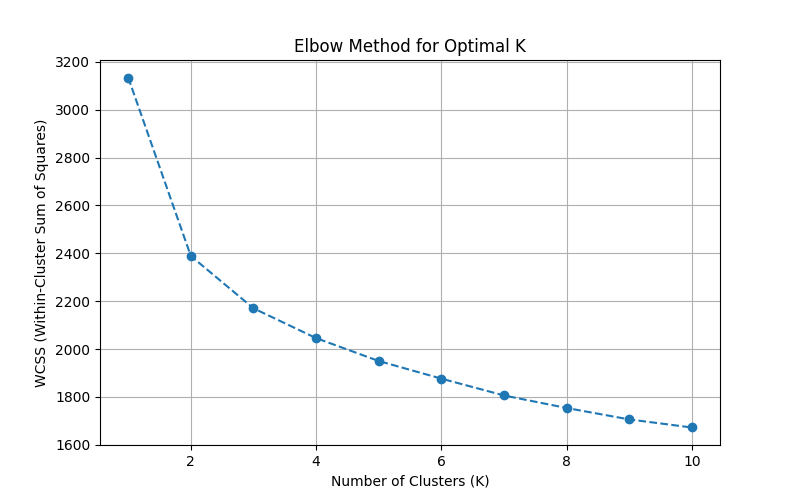 Elbow Method for Optimal K
3200
3000
2800
2600
2400
2200
2000
1800
1600
WCSS (Within-Cluster Sum of Squares)
2 4 6 8 10
Number of Clusters (K)